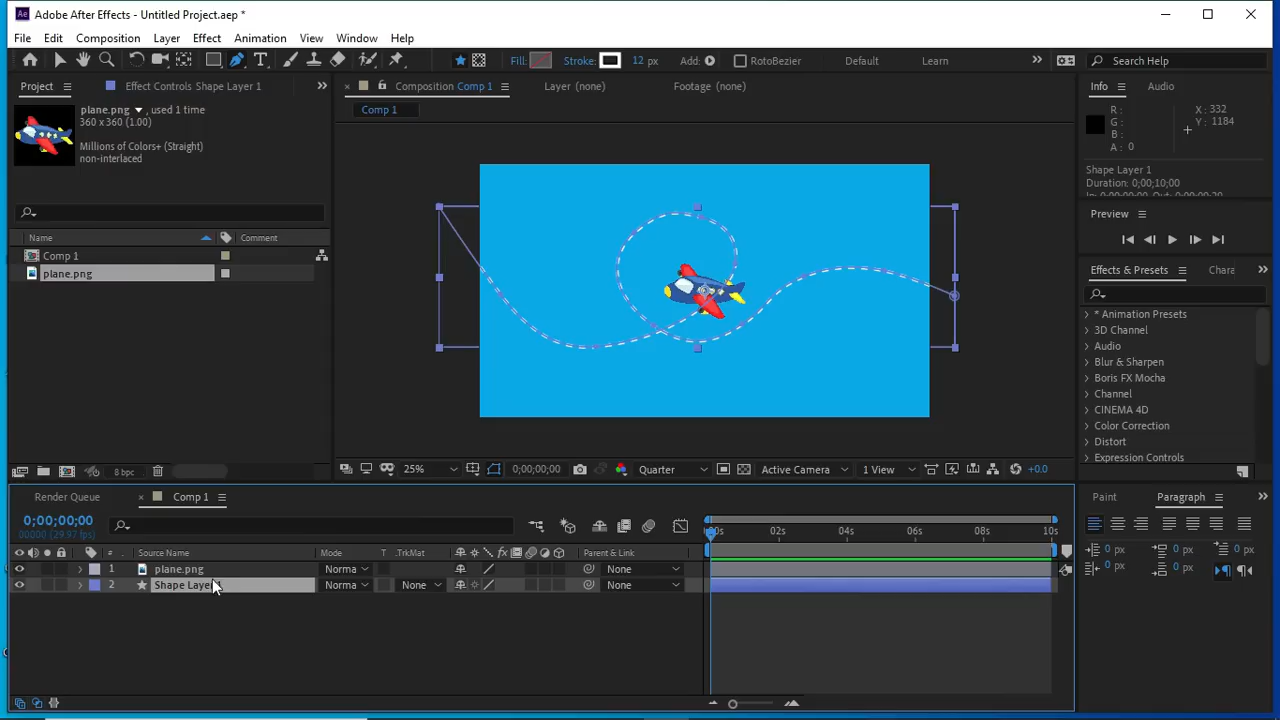 Adobe After Effects - Untitled Project.aep *
File Edit Composition Layer Effect Animation View Window Help
Fill: Stroke: 12 px Add: RotoBezier Default Learn Search Help
Project Effect Controls Shape Layer 1
Composition Comp 1 Layer (none) Footage (none)
Info Audio
plane.png, used 1 time
360 x 360 (1.00)
Millions of Colors+ (Straight)
non-interlaced
Comp 1
R: X: 332
G: Y: 1184
B:
A: 0
Shape Layer 1
Duration: 0;00;10;00
Preview
Name Comment
Comp 1
plane.png
Effects & Presets Chara
* Animation Presets
3D Channel
Audio
Blur & Sharpen
Boris FX Mocha
Channel
CINEMA 4D
Color Correction
Distort
Expression Controls
8 bpc
25% 0;00;00;00 Quarter Active Camera 1 View +0.0
Render Queue Comp 1
Paint Paragraph
0;00;00;00
00000 (29.97 fps)
02s 04s 06s 08s 10s
0 px 0 px 0 px
0 px 0 px
# Source Name Mode T .TrkMat Parent & Link
1 plane.png Norma None
2 Shape Layer Norma None None